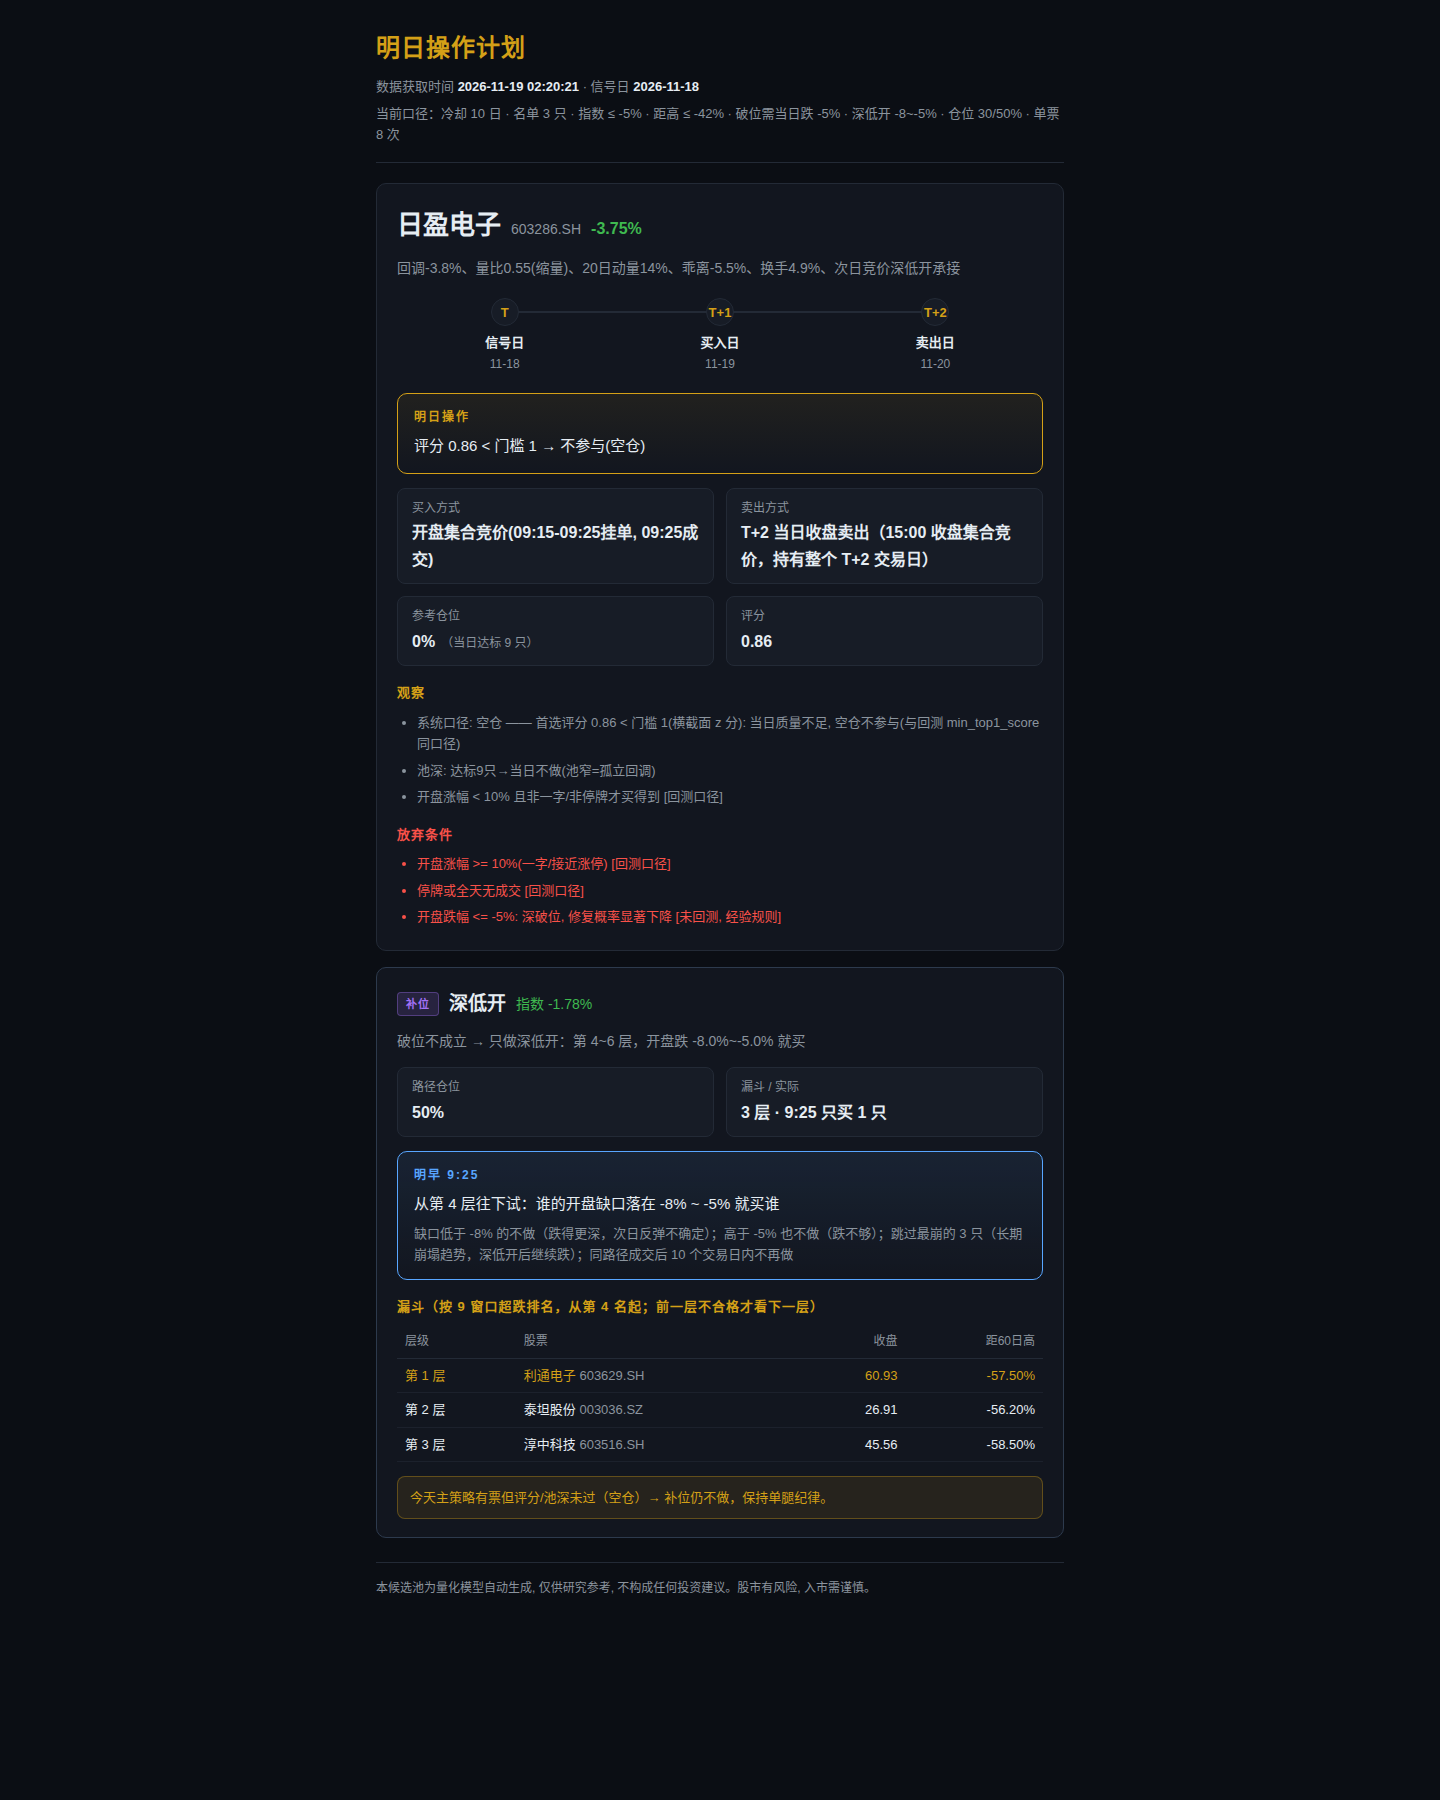 明日操作计划
数据获取时间 2026-11-19 02:20:21 · 信号日 2026-11-18
当前口径：冷却 10 日 · 名单 3 只 · 指数 ≤ -5% · 距高 ≤ -42% · 破位需当日跌 -5% · 深低开 -8~-5% · 仓位 30/50% · 单票
8 次
日盈电子 603286.SH -3.75%
回调-3.8%、量比0.55(缩量)、20日动量14%、乖离-5.5%、换手4.9%、次日竞价深低开承接
T T+1 T+2
信号日 买入日 卖出日
11-18 11-19 11-20
明日操作
评分 0.86 < 门槛 1 → 不参与(空仓)
买入方式
开盘集合竞价(09:15-09:25挂单, 09:25成
交)
卖出方式
T+2 当日收盘卖出（15:00 收盘集合竞
价，持有整个 T+2 交易日）
参考仓位
0% （当日达标 9 只）
评分
0.86
观察
• 系统口径: 空仓 —— 首选评分 0.86 < 门槛 1(横截面 z 分): 当日质量不足, 空仓不参与(与回测 min_top1_score
同口径)
• 池深: 达标9只→当日不做(池窄=孤立回调)
• 开盘涨幅 < 10% 且非一字/非停牌才买得到 [回测口径]
放弃条件
• 开盘涨幅 >= 10%(一字/接近涨停) [回测口径]
• 停牌或全天无成交 [回测口径]
• 开盘跌幅 <= -5%: 深破位, 修复概率显著下降 [未回测, 经验规则]
补位 深低开 指数 -1.78%
破位不成立 → 只做深低开：第 4~6 层，开盘跌 -8.0%~-5.0% 就买
路径仓位
50%
漏斗 / 实际
3 层 · 9:25 只买 1 只
明早 9:25
从第 4 层往下试：谁的开盘缺口落在 -8% ~ -5% 就买谁
缺口低于 -8% 的不做（跌得更深，次日反弹不确定）；高于 -5% 也不做（跌不够）；跳过最崩的 3 只（长期
崩塌趋势，深低开后继续跌）；同路径成交后 10 个交易日内不再做
漏斗（按 9 窗口超跌排名，从第 4 名起；前一层不合格才看下一层）
层级 股票 收盘 距60日高
第 1 层 利通电子 603629.SH 60.93 -57.50%
第 2 层 泰坦股份 003036.SZ 26.91 -56.20%
第 3 层 淳中科技 603516.SH 45.56 -58.50%
今天主策略有票但评分/池深未过（空仓）→ 补位仍不做，保持单腿纪律。
本候选池为量化模型自动生成, 仅供研究参考, 不构成任何投资建议。股市有风险, 入市需谨慎。